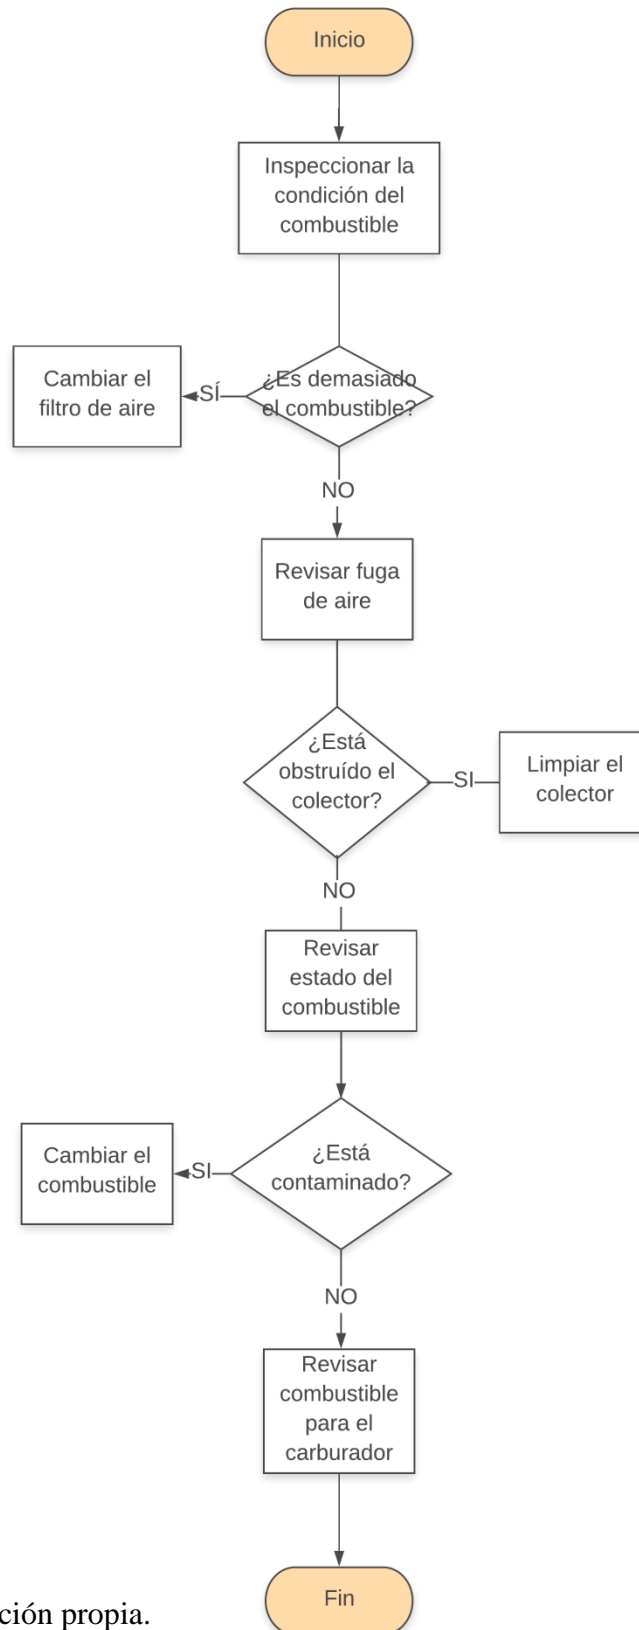 Inicio
Inspeccionar la
condición del
combustible
¿Es demasiado
el combustible?
SÍ
Cambiar el
filtro de aire
NO
Revisar fuga
de aire
¿Está
obstruído el
colector?
SI
Limpiar el
colector
NO
Revisar
estado del
combustible
¿Está
contaminado?
SI
Cambiar el
combustible
NO
Revisar
combustible
para el
carburador
Fin
ción propia.